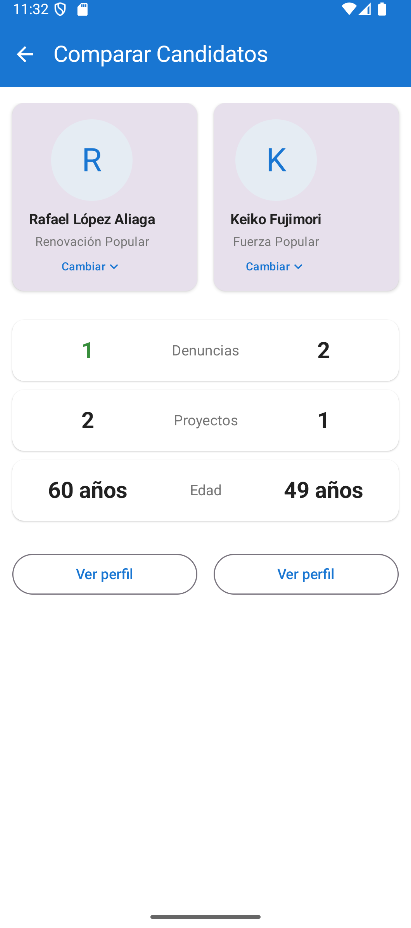 11:32
Comparar Candidatos
R
K
Rafael López Aliaga
Keiko Fujimori
Renovación Popular
Fuerza Popular
Cambiar
Cambiar
1 Denuncias 2
2 Proyectos 1
60 años Edad 49 años
Ver perfil
Ver perfil